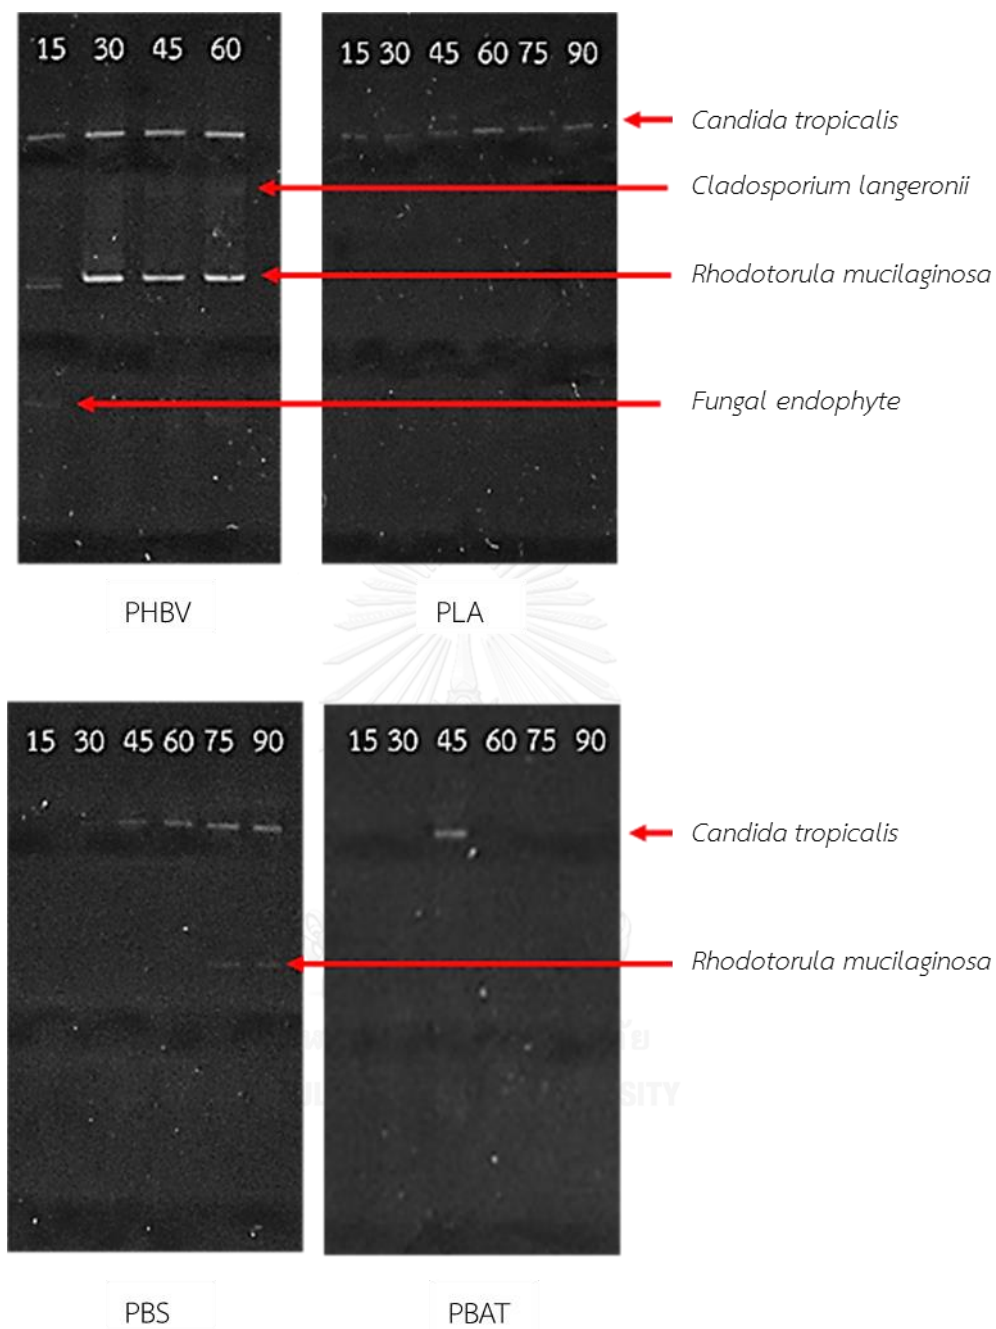 15 30 45 60
15 30 45 60 75 90
Candida tropicalis
Cladosporium langeronii
Rhodotorula mucilaginosa
Fungal endophyte
PHBV
PLA
15 30 45 60 75 90
15 30 45 60 75 90
Candida tropicalis
Rhodotorula mucilaginosa
PBS
PBAT